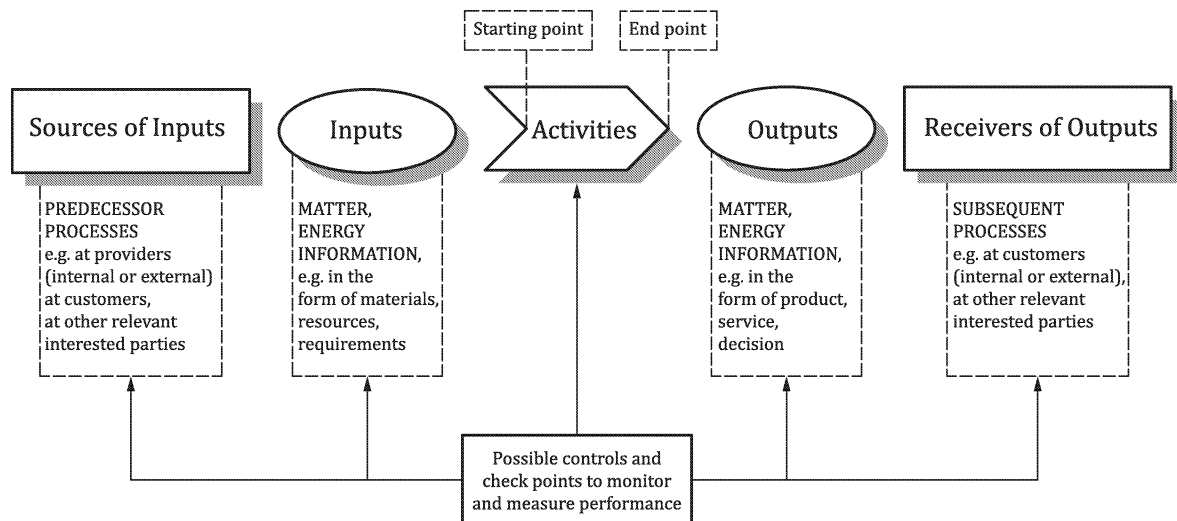 Starting point
End point
Sources of Inputs
Inputs
Activities
Outputs
Receivers of Outputs
PREDECESSOR
PROCESSES
e.g. at providers
(internal or external)
at customers,
at other relevant
interested parties
MATTER,
ENERGY
INFORMATION,
e.g. in the
form of materials,
resources,
requirements
MATTER,
ENERGY
INFORMATION,
e.g. in the
form of product,
service,
decision
SUBSEQUENT
PROCESSES
e.g. at customers
(internal or external),
at other relevant
interested parties
Possible controls and
check points to monitor
and measure performance